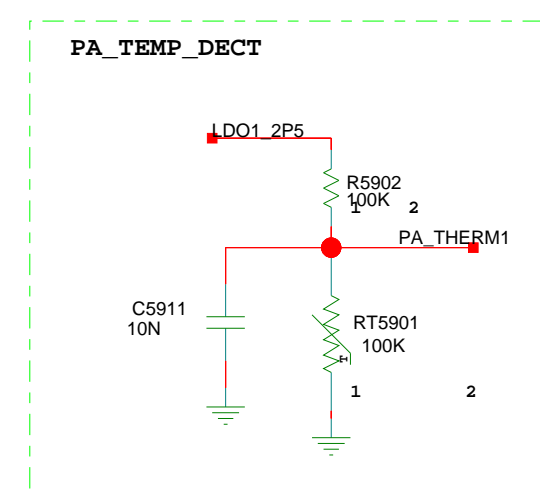 PA_TEMP_DECT
LDO1_2P5
R5902
100K
1 2
PA_THERM1
C5911
10N
RT5901
100K
T
1 2